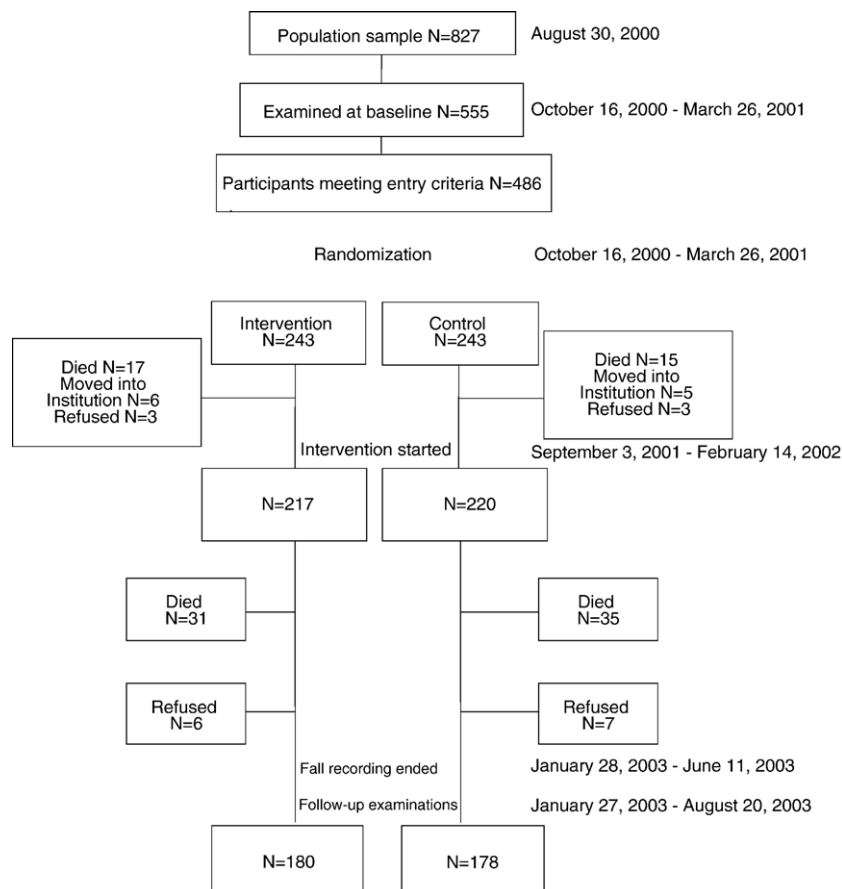 Population sample N=827
August 30, 2000
Examined at baseline N=555
October 16, 2000 - March 26, 2001
Participants meeting entry criteria N=486
Randomization
October 16, 2000 - March 26, 2001
Intervention
N=243
Control
N=243
Died N=17
Moved into
Institution N=6
Refused N=3
Died N=15
Moved into
Institution N=5
Refused N=3
Intervention started
September 3, 2001 - February 14, 2002
N=217
N=220
Died
N=31
Died
N=35
Refused
N=6
Refused
N=7
Fall recording ended
January 28, 2003 - June 11, 2003
Follow-up examinations
January 27, 2003 - August 20, 2003
N=180
N=178